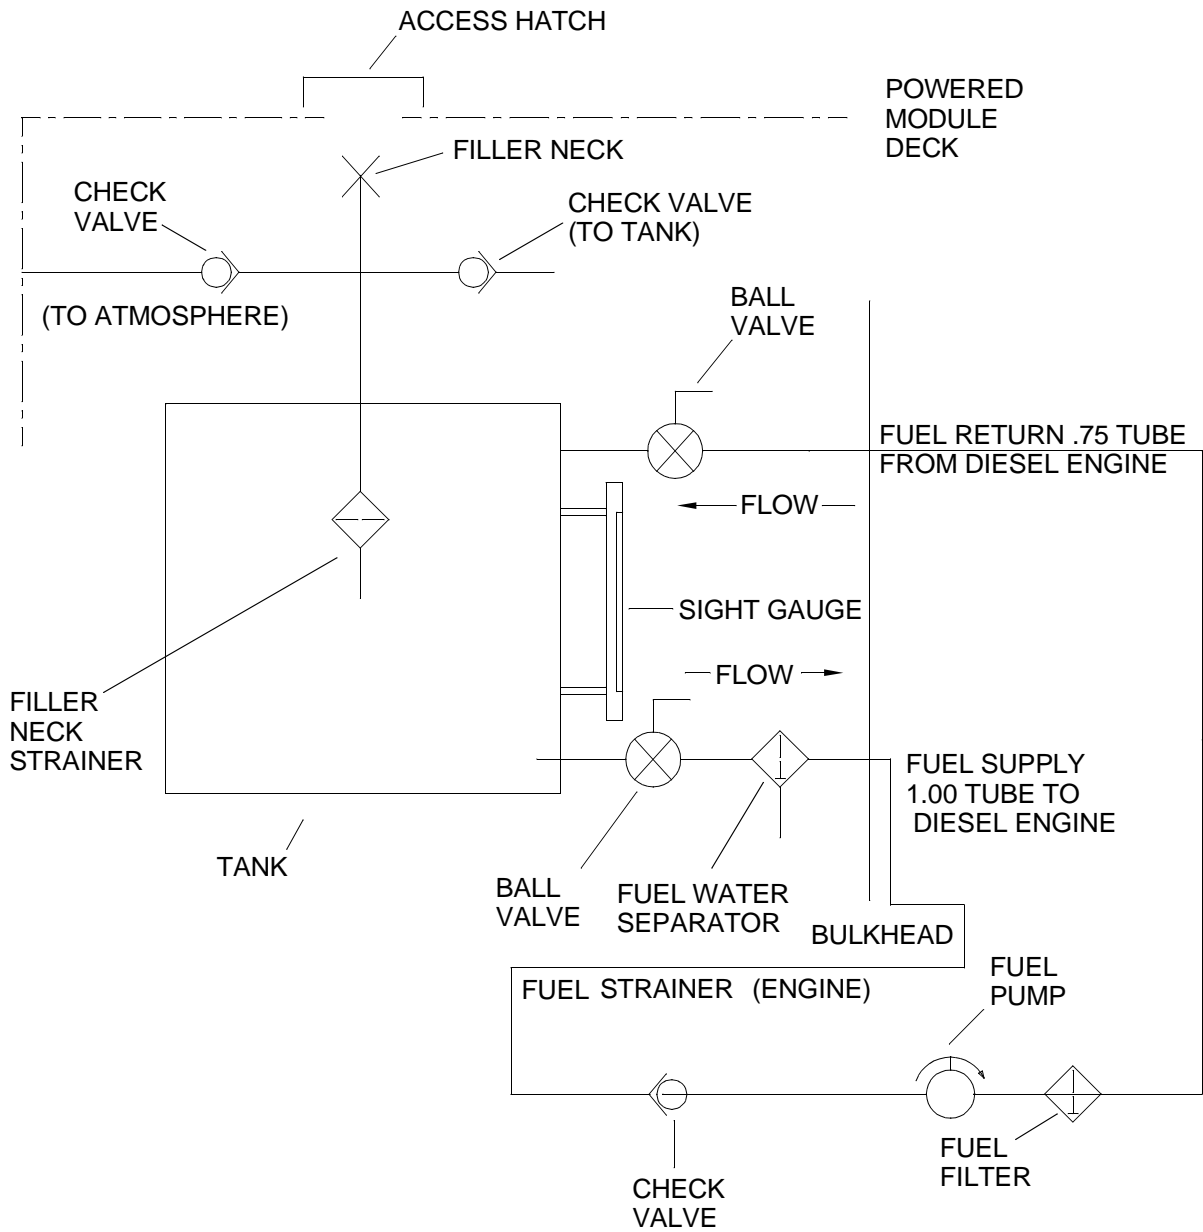 ACCESS HATCH
POWERED
MODULE
DECK
FILLER NECK
CHECK
VALVE
CHECK VALVE
(TO TANK)
(TO ATMOSPHERE)
BALL
VALVE
FUEL RETURN .75 TUBE
FROM DIESEL ENGINE
FLOW
SIGHT GAUGE
FLOW
FILLER
NECK
STRAINER
FUEL SUPPLY
1.00 TUBE TO
DIESEL ENGINE
TANK
BALL
VALVE
FUEL WATER
SEPARATOR
BULKHEAD
FUEL STRAINER (ENGINE)
FUEL
PUMP
FUEL
FILTER
CHECK
VALVE